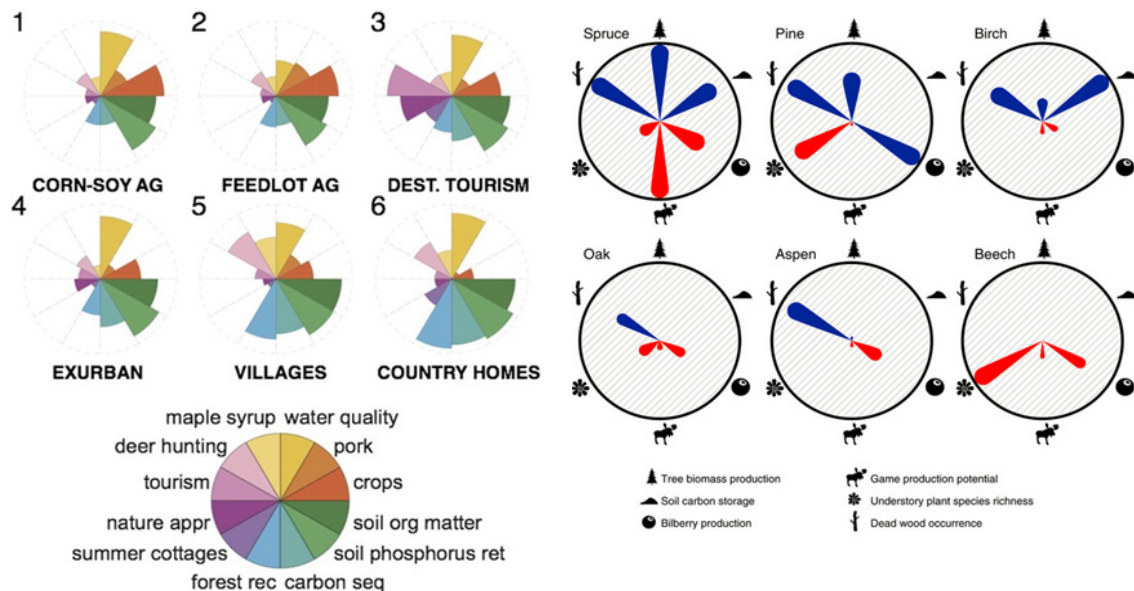 1 2 3
CORN-SOY AG FEEDLOT AG DEST. TOURISM
4 5 6
EXURBAN VILLAGES COUNTRY HOMES
maple syrup water quality
deer hunting pork
tourism crops
nature appr soil org matter
summer cottages soil phosphorus ret
forest rec carbon seq
Spruce Pine Birch
Oak Aspen Beech
Tree biomass production Game production potential
Soil carbon storage Understory plant species richness
Bilberry production Dead wood occurrence